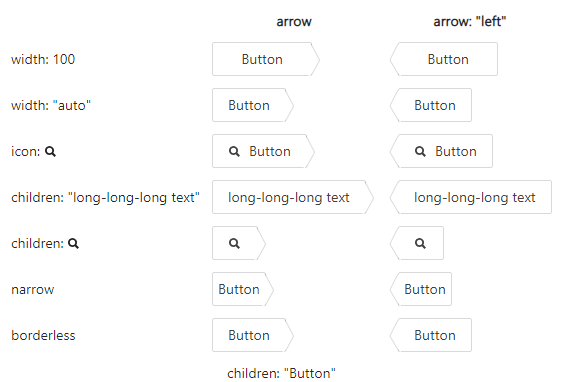 arrow arrow: "left"
width: 100 Button Button
width: "auto" Button Button
icon: Button Button
children: "long-long-long text" long-long-long text long-long-long text
children:
narrow Button Button
borderless Button Button
children: "Button"